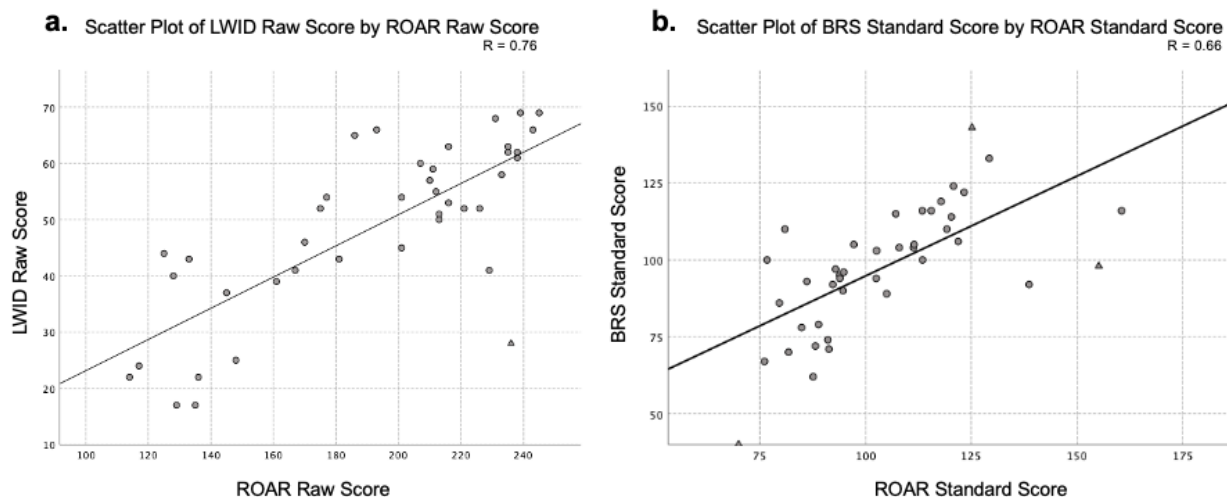 a. Scatter Plot of LWID Raw Score by ROAR Raw Score
R = 0.76
LWID Raw Score
70
60
50
40
30
20
10
100 120 140 160 180 200 220 240
ROAR Raw Score
b. Scatter Plot of BRS Standard Score by ROAR Standard Score
R = 0.66
BRS Standard Score
150
125
100
75
50
75 100 125 150 175
ROAR Standard Score